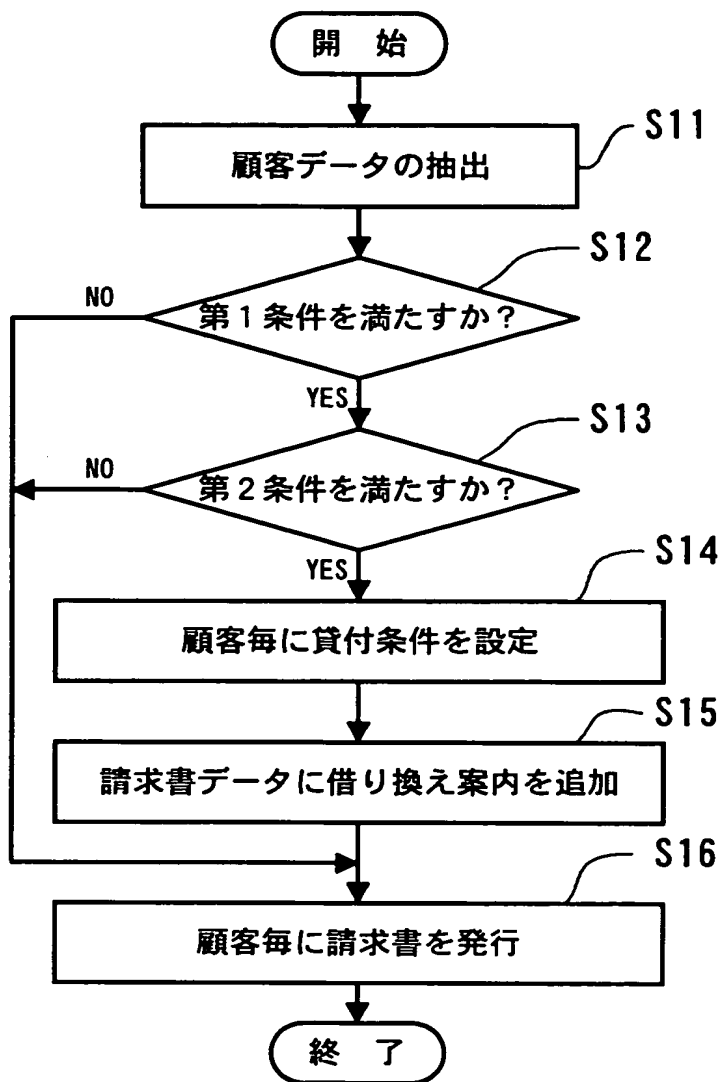 開 始
S11
顧客データの抽出
S12
NO
第1条件を満たすか?
YES
S13
NO
第2条件を満たすか?
YES
S14
顧客毎に貸付条件を設定
S15
請求書データに借り換え案内を追加
S16
顧客毎に請求書を発行
終 了